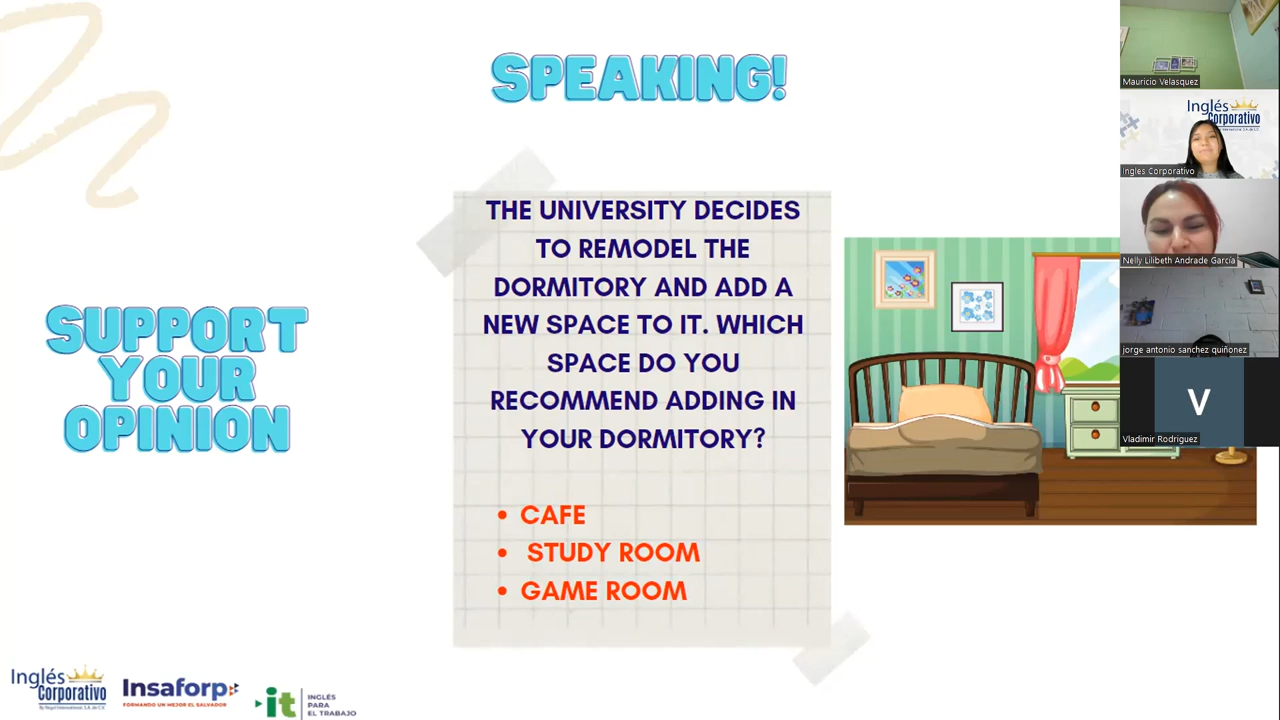 SPEAKING!
SUPPORT
YOUR
OPINION
THE UNIVERSITY DECIDES
TO REMODEL THE
DORMITORY AND ADD A
NEW SPACE TO IT. WHICH
SPACE DO YOU
RECOMMEND ADDING IN
YOUR DORMITORY?
• CAFE
• STUDY ROOM
• GAME ROOM
Mauricio Velasquez
Inglés
Corporativo
Ingles Corporativo
Nelly Lilibeth Andrade García
jorge antonio sanchez quiñonez
V
Vladimir Rodriguez
Inglés
Corporativo
Insaforp
FORMANDO UN MEJOR EL SALVADOR
it
INGLÉS
PARA
EL TRABAJO